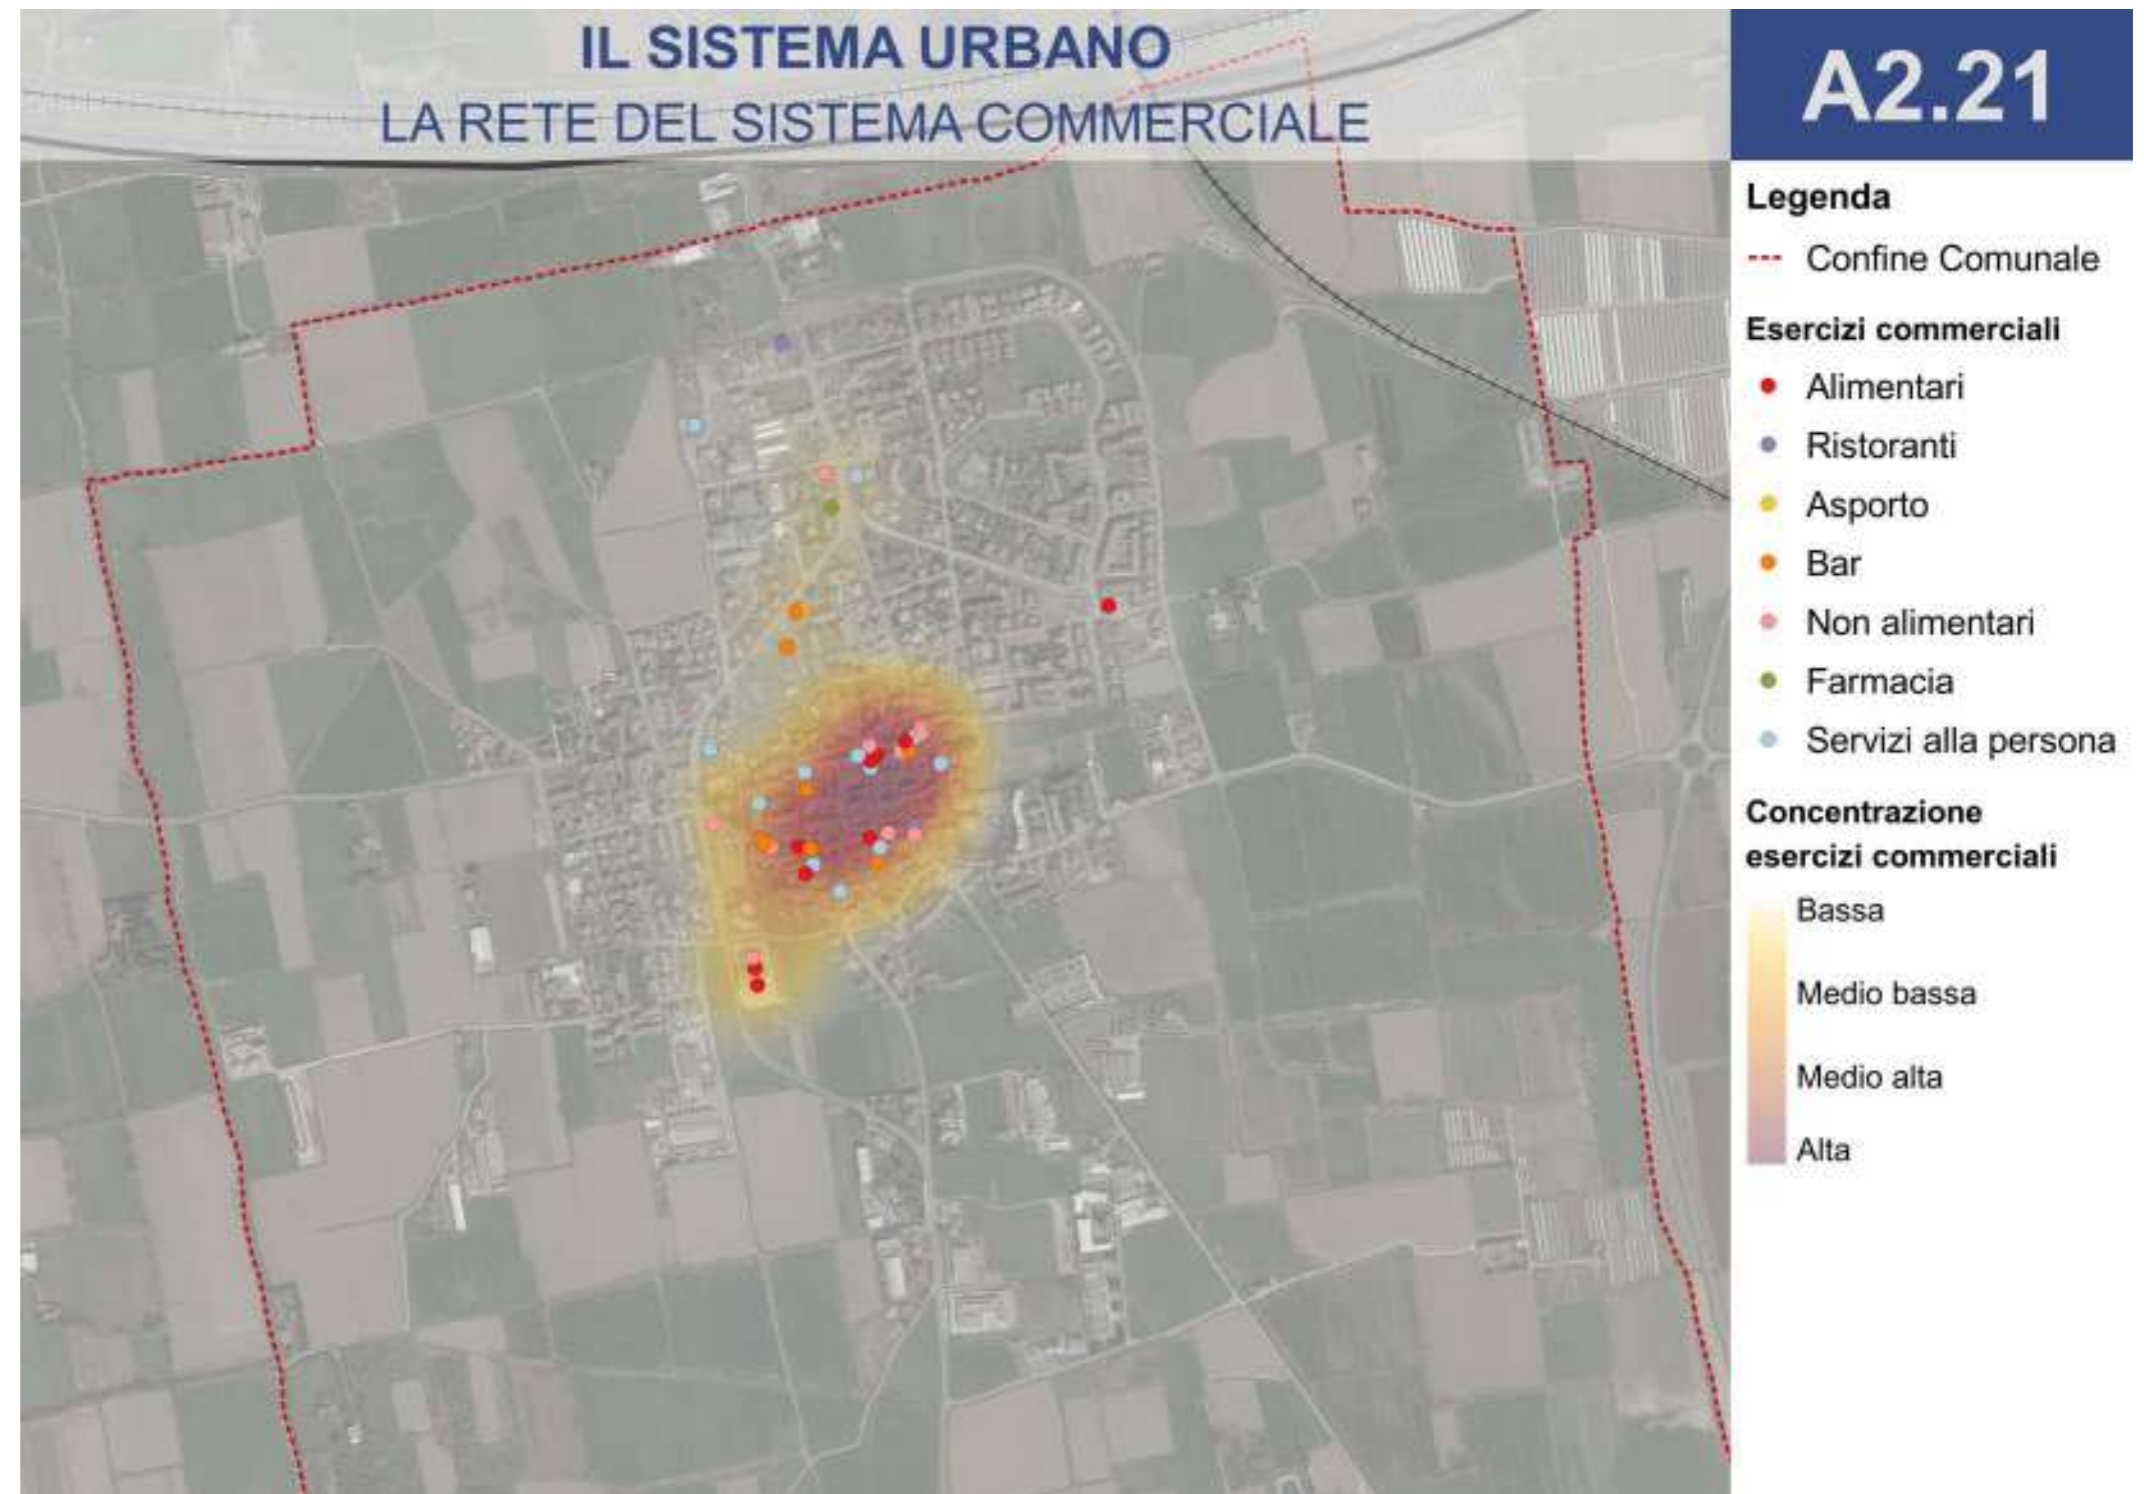 IL SISTEMA URBANO
LA RETE DEL SISTEMA COMMERCIALE
A2.21
Legenda
Confine Comunale
Esercizi commerciali
Alimentari
Ristoranti
Asporto
Bar
Non alimentari
Farmacia
Servizi alla persona
Concentrazione
esercizi commerciali
Bassa
Medio bassa
Medio alta
Alta